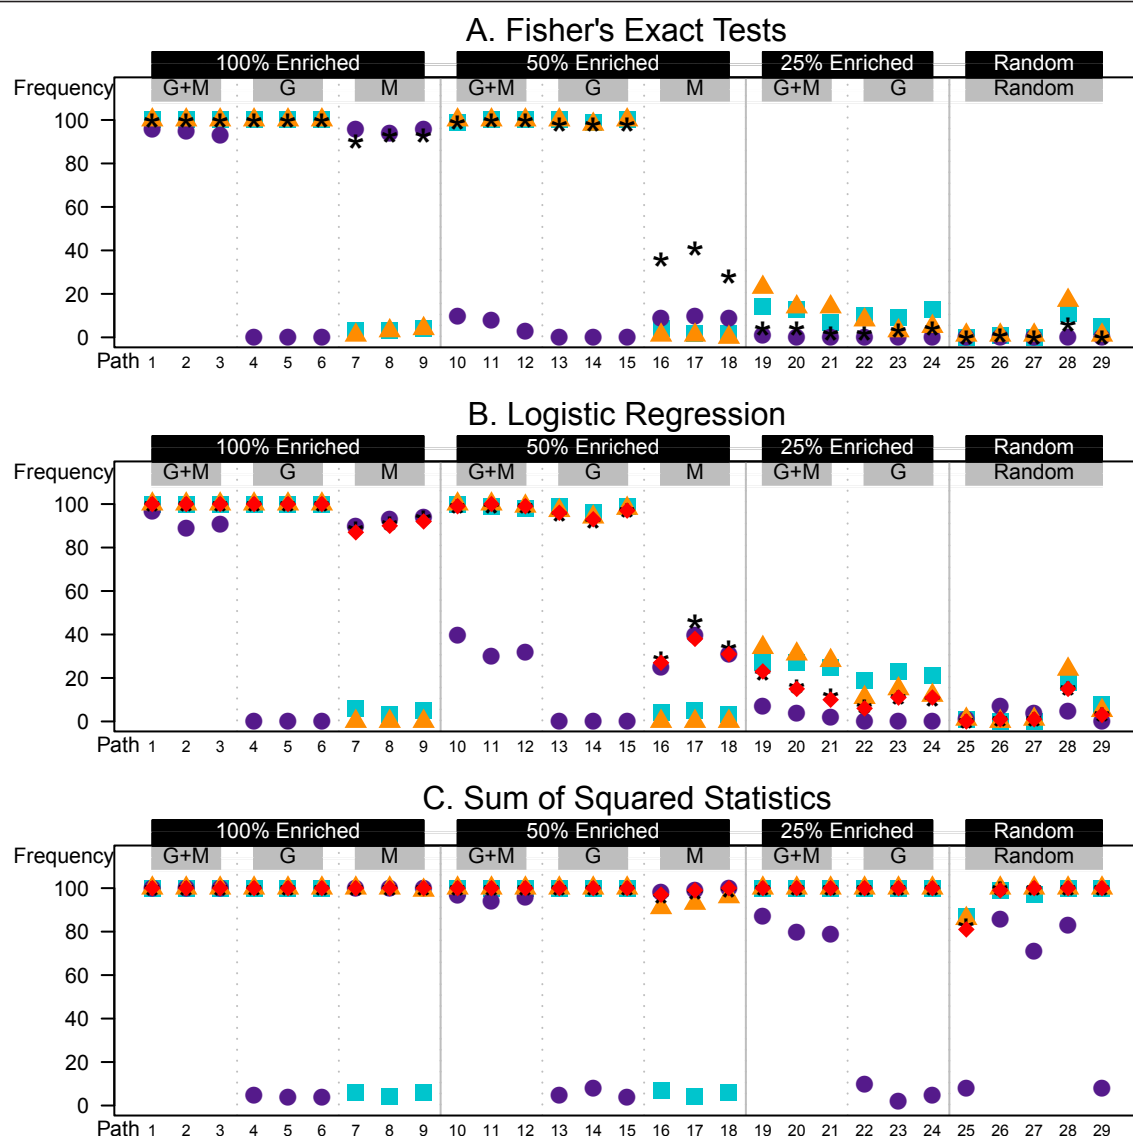 A. Fisher's Exact Tests
100% Enriched 50% Enriched 25% Enriched Random
Frequency G+M G M G+M G M G+M G Random
100
80
60
40
20
0
Path 1 2 3 4 5 6 7 8 9 10 11 12 13 14 15 16 17 18 19 20 21 22 23 24 25 26 27 28 29
B. Logistic Regression
100% Enriched 50% Enriched 25% Enriched Random
Frequency G+M G M G+M G M G+M G Random
100
80
60
40
20
0
Path 1 2 3 4 5 6 7 8 9 10 11 12 13 14 15 16 17 18 19 20 21 22 23 24 25 26 27 28 29
C. Sum of Squared Statistics
100% Enriched 50% Enriched 25% Enriched Random
Frequency G+M G M G+M G M G+M G Random
100
80
60
40
20
0
Path 1 2 3 4 5 6 7 8 9 10 11 12 13 14 15 16 17 18 19 20 21 22 23 24 25 26 27 28 29